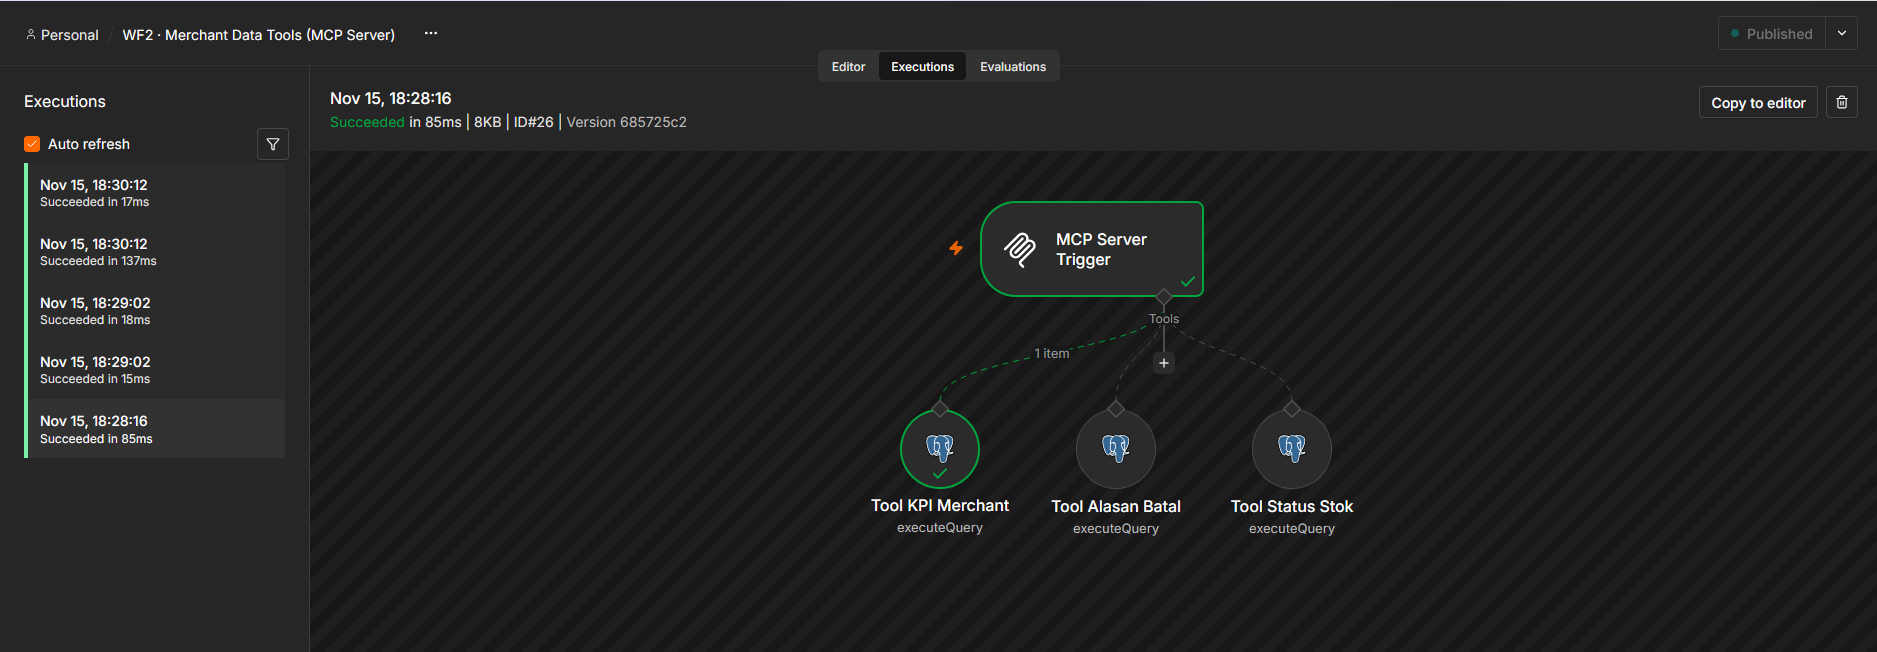 Personal / WF2 · Merchant Data Tools (MCP Server) ...
Published
Editor Executions Evaluations
Executions
Auto refresh
Nov 15, 18:30:12
Succeeded in 17ms
Nov 15, 18:30:12
Succeeded in 137ms
Nov 15, 18:29:02
Succeeded in 18ms
Nov 15, 18:29:02
Succeeded in 15ms
Nov 15, 18:28:16
Succeeded in 85ms
Nov 15, 18:28:16
Succeeded in 85ms | 8KB | ID#26 | Version 685725c2
Copy to editor
MCP Server
Trigger
Tools
1 item
+
Tool KPI Merchant
executeQuery
Tool Alasan Batal
executeQuery
Tool Status Stok
executeQuery